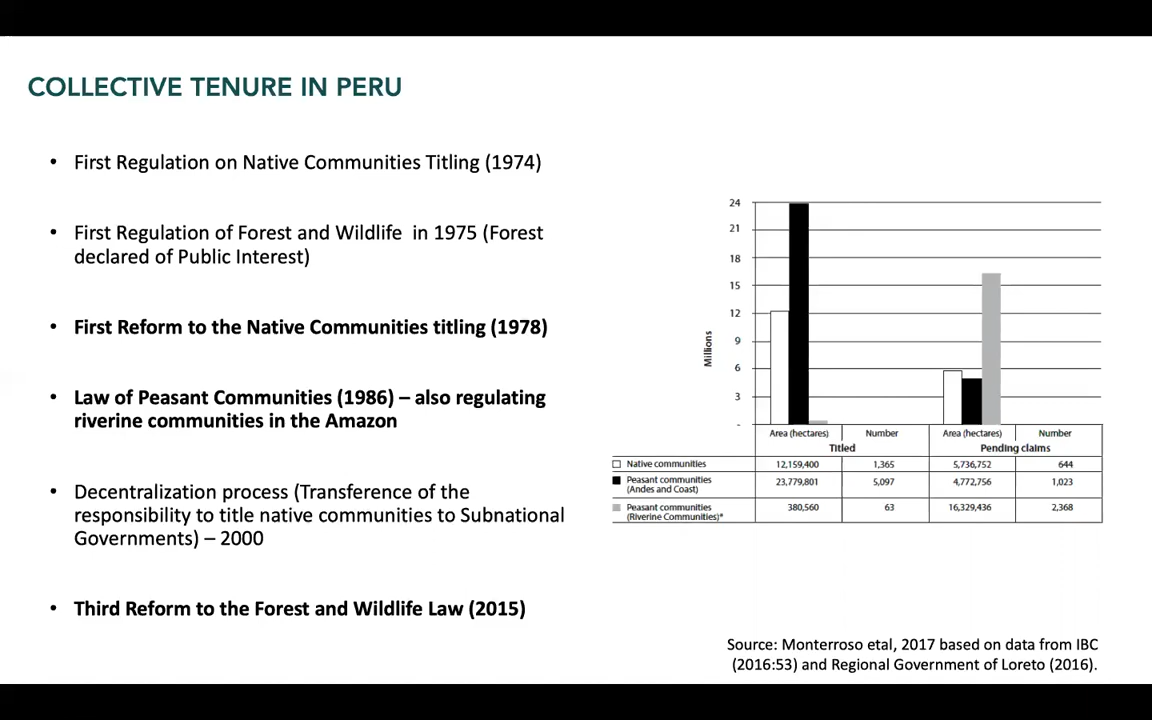 COLLECTIVE TENURE IN PERU
• First Regulation on Native Communities Titling (1974)
• First Regulation of Forest and Wildlife in 1975 (Forest
declared of Public Interest)
• First Reform to the Native Communities titling (1978)
• Law of Peasant Communities (1986) – also regulating
riverine communities in the Amazon
• Decentralization process (Transference of the
responsibility to title native communities to Subnational
Governments) – 2000
• Third Reform to the Forest and Wildlife Law (2015)
Millions
24
21
18
15
12
9
6
3
-
Area (hectares) Number Area (hectares) Number
Titled Pending claims
Native communities 12,159,400 1,365 5,736,752 644
Peasant communities
(Andes and Coast) 23,779,801 5,097 4,772,756 1,023
Peasant communities
(Riverine Communities)* 380,560 63 16,329,436 2,368
Source: Monterroso etal, 2017 based on data from IBC
(2016:53) and Regional Government of Loreto (2016).